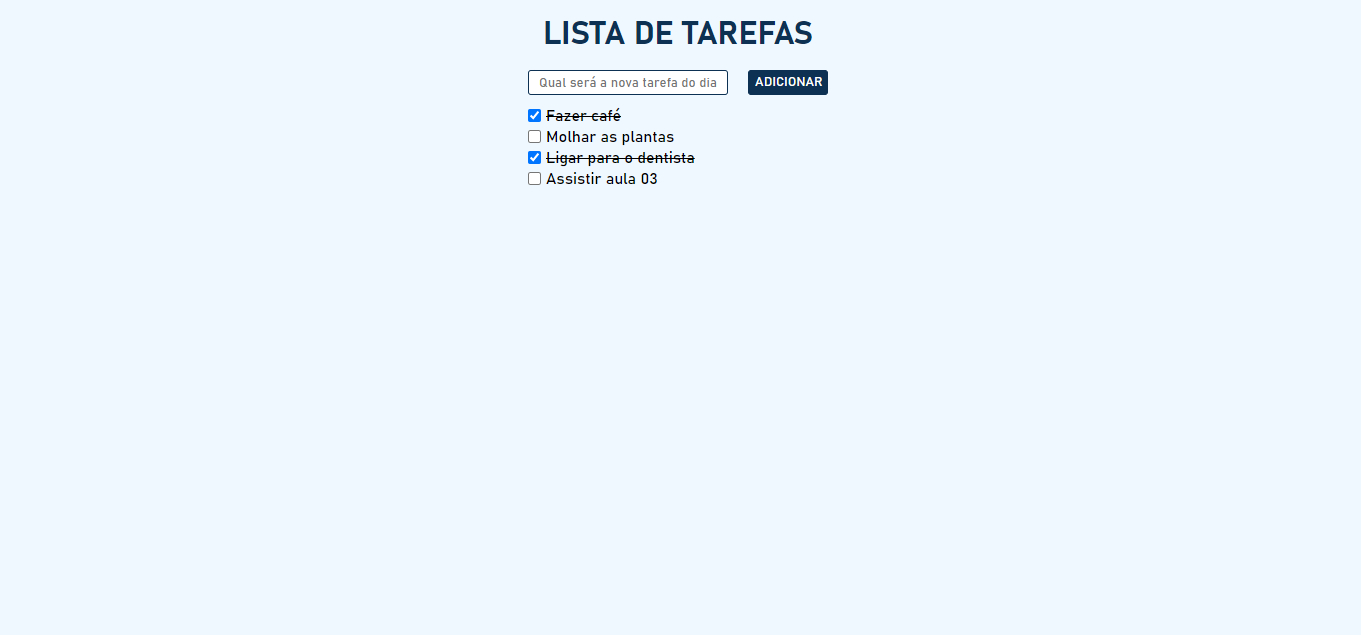 LISTA DE TAREFAS
Qual será a nova tarefa do dia
ADICIONAR
Fazer café
Molhar as plantas
Ligar para o dentista
Assistir aula 03